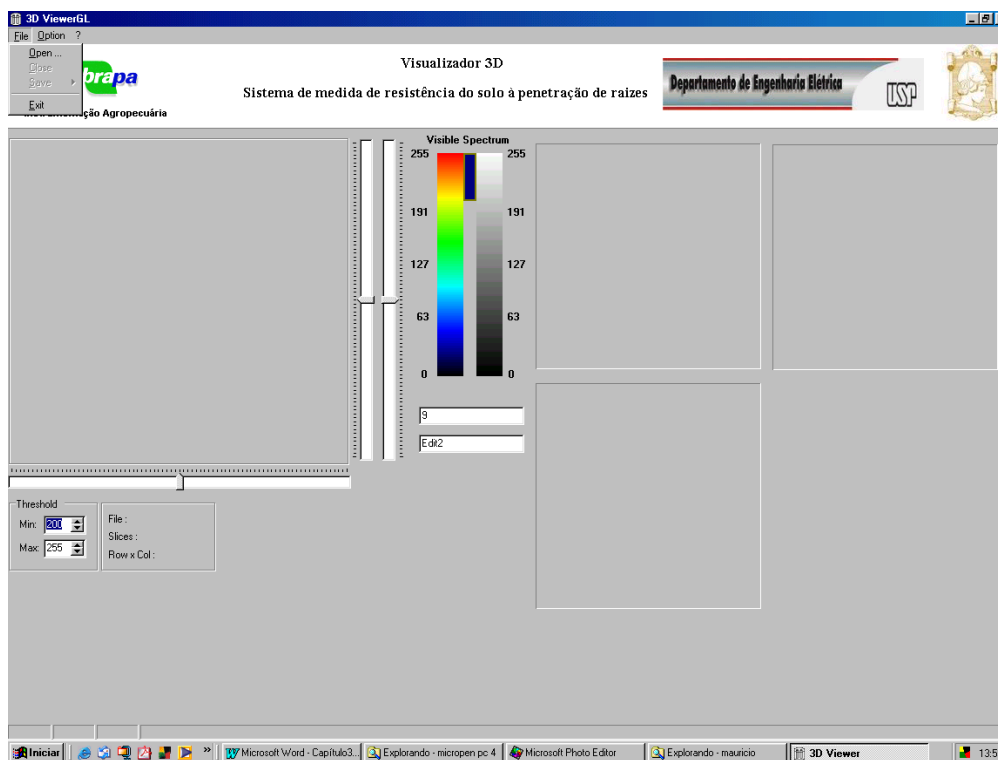 3D ViewerGL
File Option ?
Open ...
Close
Save
Exit
brapa
ção Agropecuária
Visualizador 3D
Sistema de medida de resistência do solo à penetração de raizes
Departamento de Engenharia Elétrica
USP
Visible Spectrum
255 255
191 191
127 127
63 63
0 0
9
Edit2
Threshold
Min: 200
Max: 255
File :
Slices :
Row x Col :
Iniciar
»
Microsoft Word - Capítulo3...
Explorando - micropen pc 4
Microsoft Photo Editor
Explorando - mauricio
3D Viewer
13:5